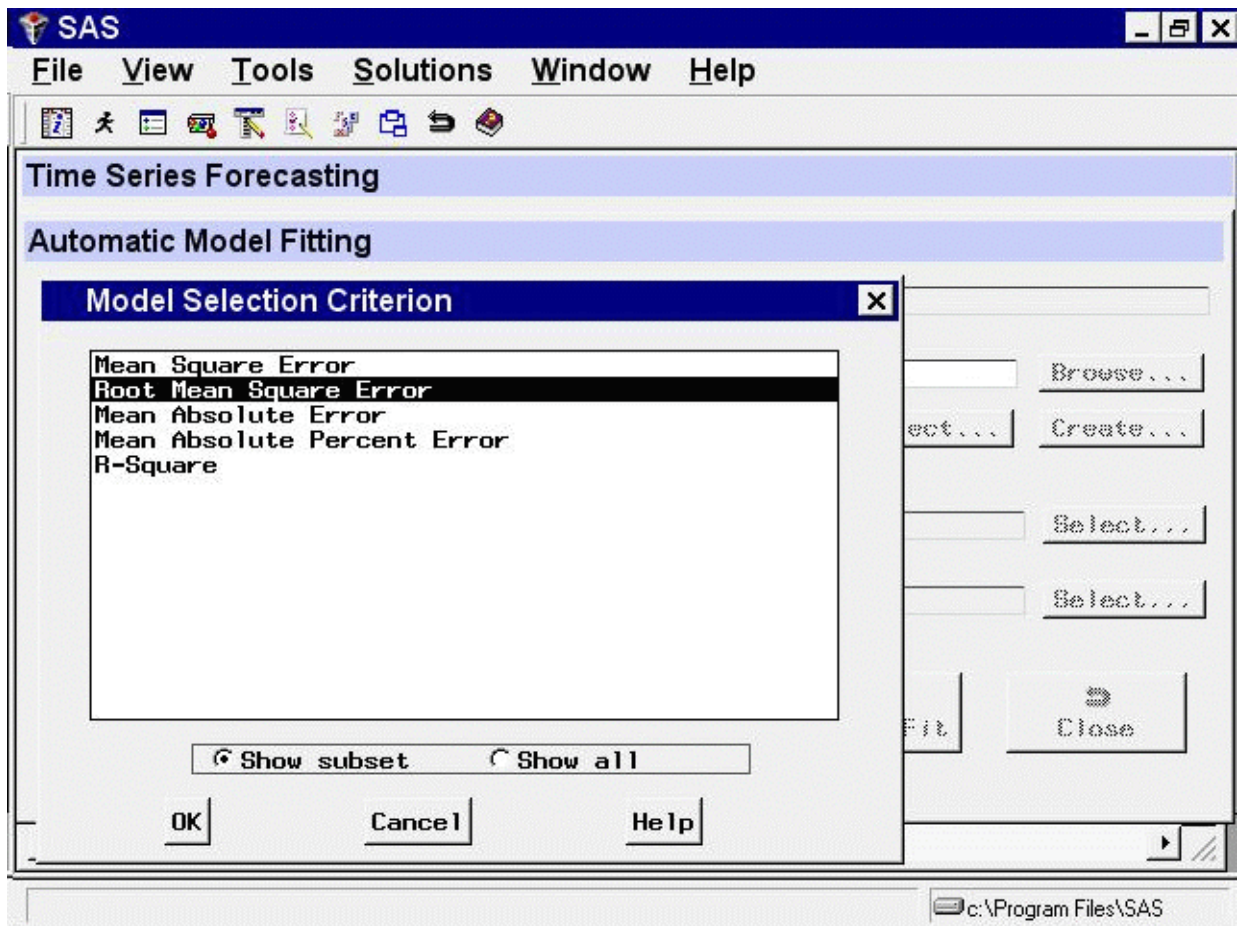 SAS
File View Tools Solutions Window Help
Time Series Forecasting
Automatic Model Fitting
Model Selection Criterion
Mean Square Error
Root Mean Square Error
Mean Absolute Error
Mean Absolute Percent Error
R-Square
Browse...
ect... Create...
Select...
Select...
Fit Close
Show subset Show all
OK Cancel Help
c:\Program Files\SAS